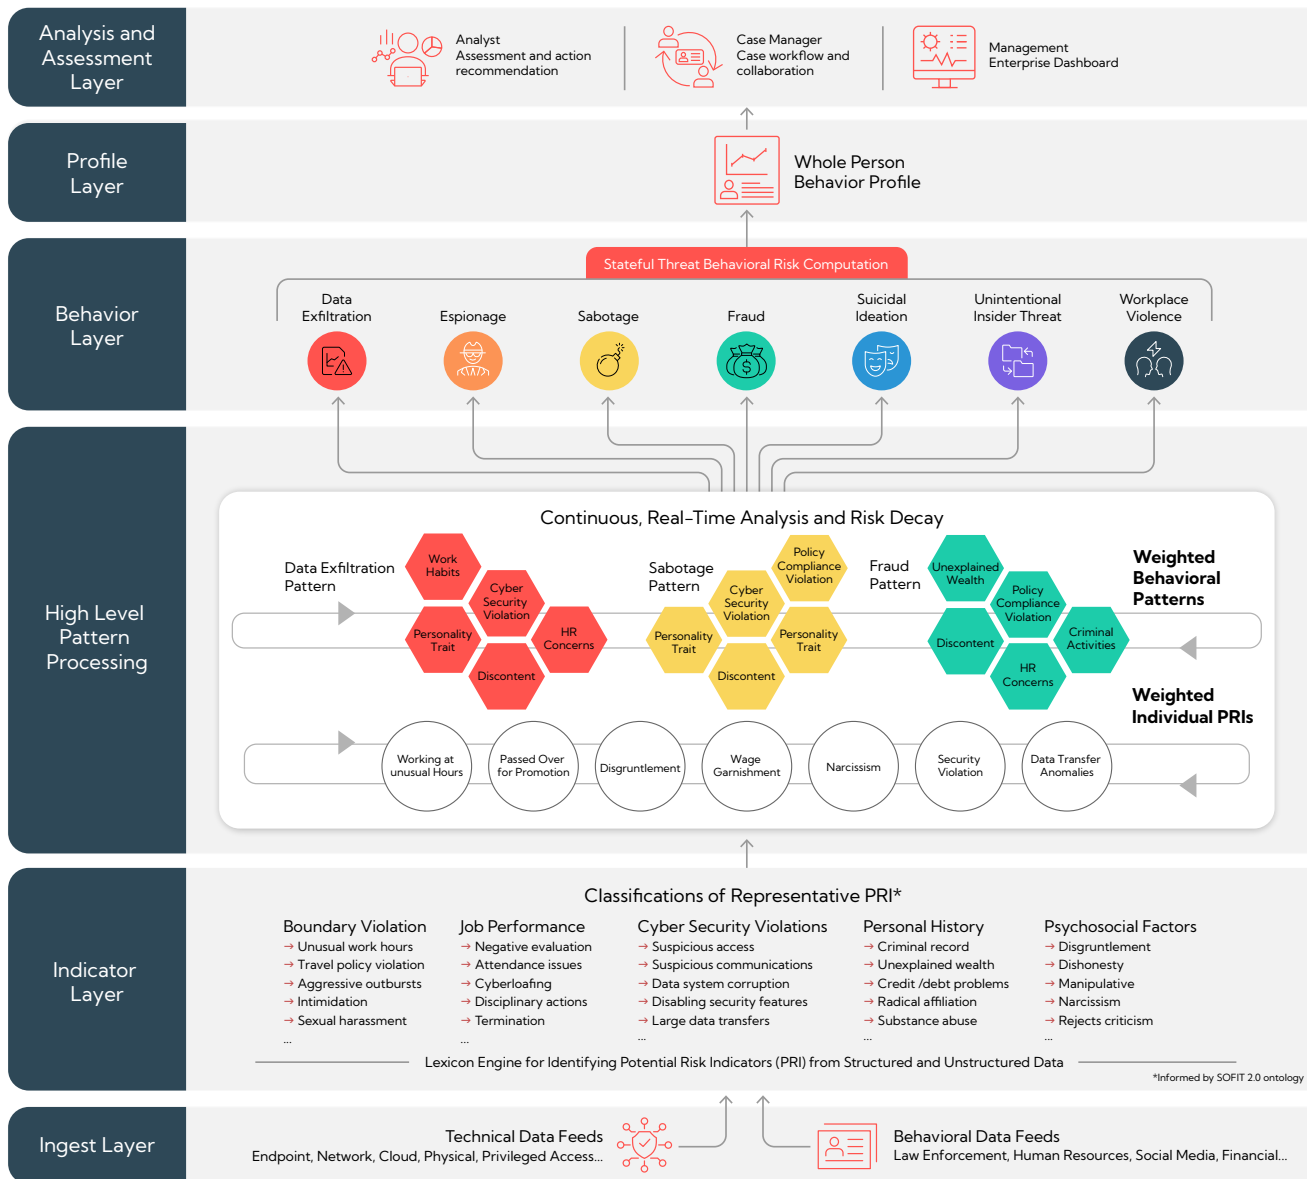 Analysis and
Assessment
Layer
Analyst
Assessment and action
recommendation
Case Manager
Case workflow and
collaboration
Management
Enterprise Dashboard
Profile
Layer
Whole Person
Behavior Profile
Behavior
Layer
Stateful Threat Behavioral Risk Computation
Data
Exfiltration
Espionage
Sabotage
Fraud
Suicidal
Ideation
Unintentional
Insider Threat
Workplace
Violence
High Level
Pattern
Processing
Continuous, Real-Time Analysis and Risk Decay
Data Exfiltration
Pattern
Work
Habits
Cyber
Security
Violation
Personality
Trait
HR
Concerns
Discontent
Sabotage
Pattern
Policy
Compliance
Violation
Cyber
Security
Violation
Personality
Trait
Personality
Trait
Discontent
Fraud
Pattern
Unexplained
Wealth
Policy
Compliance
Violation
Discontent
Criminal
Activities
HR
Concerns
Weighted
Behavioral
Patterns
Weighted
Individual PRIs
Working at
unusual Hours
Passed Over
for Promotion
Disgruntlement
Wage
Garnishment
Narcissism
Security
Violation
Data Transfer
Anomalies
Indicator
Layer
Classifications of Representative PRI*
Boundary Violation
→ Unusual work hours
→ Travel policy violation
→ Aggressive outbursts
→ Intimidation
→ Sexual harassment
...
Job Performance
→ Negative evaluation
→ Attendance issues
→ Cyberloafing
→ Disciplinary actions
→ Termination
...
Cyber Security Violations
→ Suspicious access
→ Suspicious communications
→ Data system corruption
→ Disabling security features
→ Large data transfers
...
Personal History
→ Criminal record
→ Unexplained wealth
→ Credit /debt problems
→ Radical affiliation
→ Substance abuse
...
Psychosocial Factors
→ Disgruntlement
→ Dishonesty
→ Manipulative
→ Narcissism
→ Rejects criticism
...
Lexicon Engine for Identifying Potential Risk Indicators (PRI) from Structured and Unstructured Data
*Informed by SOFIT 2.0 ontology
Ingest Layer
Technical Data Feeds
Endpoint, Network, Cloud, Physical, Privileged Access...
Behavioral Data Feeds
Law Enforcement, Human Resources, Social Media, Financial...